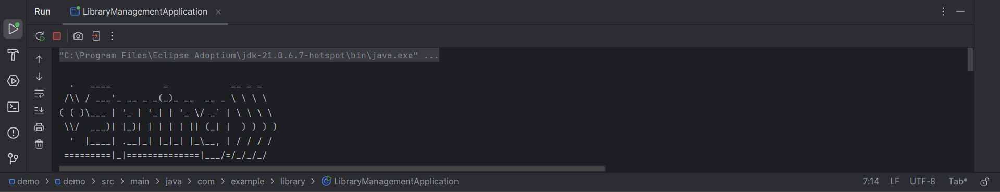 Run LibraryManagementApplication
"C:\Program Files\Eclipse Adoptium\jdk-21.0.6.7-hotspot\bin\java.exe" ...
  .   ____          _            __ _ _
 /\\ / ___'_ __ _ _(_)_ __  __ _ \ \ \ \
( ( )\___ | '_ | '_| | '_ \/ _` | \ \ \ \
 \\/  ___)| |_)| | | | | || (_| |  ) ) ) )
  '  |____| .__|_| |_|_| |_\__, | / / / /
 =========|_|==============|___/=/_/_/_/
demo > demo > src > main > java > com > example > library > LibraryManagementApplication 7:14 LF UTF-8 Tab*